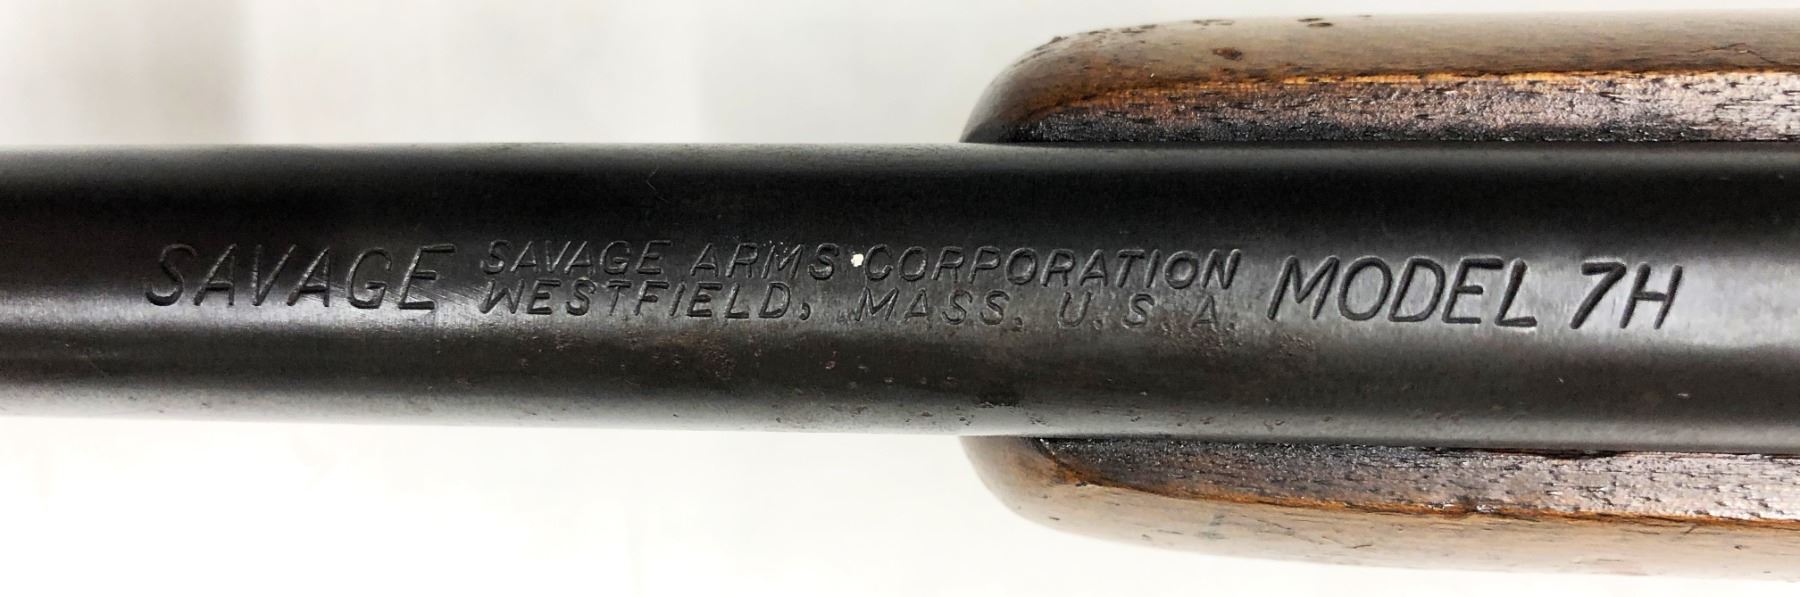 SAVAGE
SAVAGE ARMS CORPORATION
WESTFIELD, MASS. U.S.A.
MODEL 7H